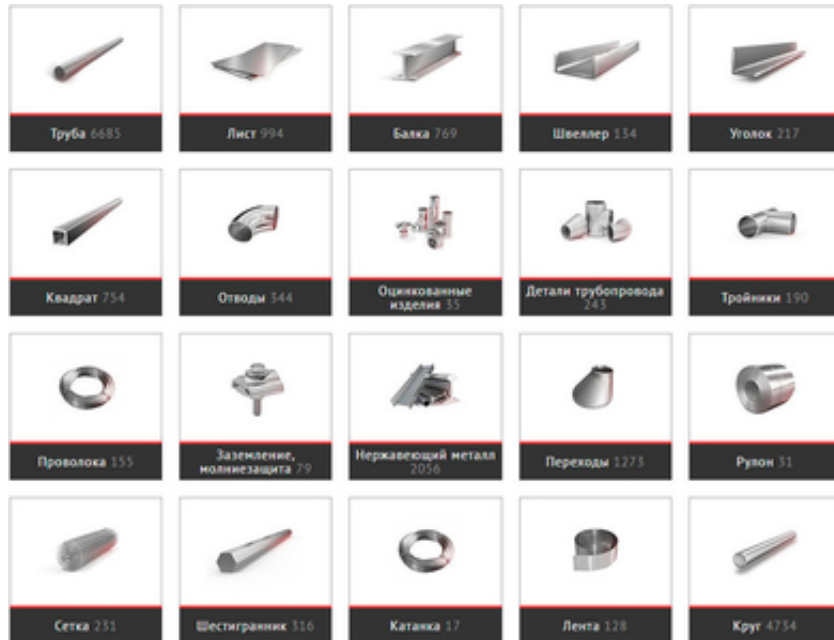 Труба 6685
Лист 994
Балка 769
Швеллер 134
Уголок 217
Квадрат 754
Отводы 344
Оцинкованные
изделия 35
Детали трубопровода
243
Тройники 190
Проволока 155
Заземление,
молниезащита 79
Нержавеющий металл
2056
Переходы 1273
Рулон 31
Сетка 231
Шестигранник 316
Катанка 17
Лента 128
Круг 4734